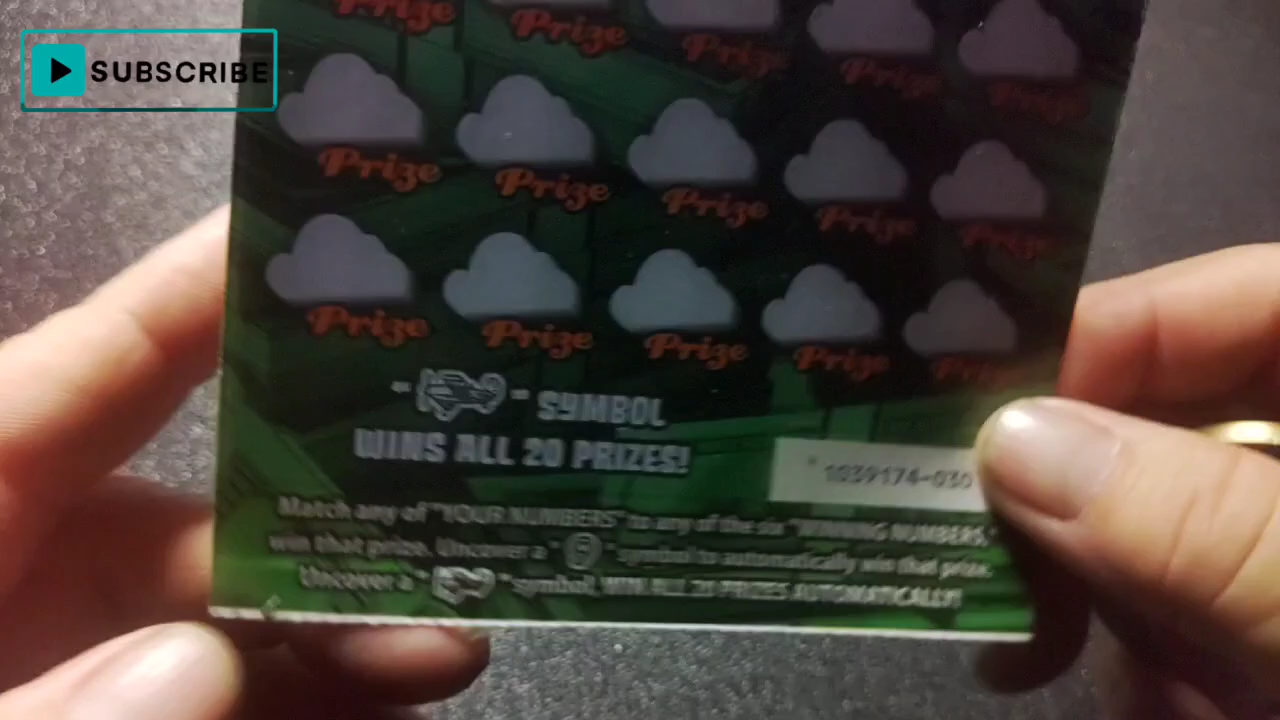 SUBSCRIBE
Prize Prize Prize Prize Prize
Prize Prize Prize Prize Prize
Prize Prize Prize Prize Prize
" " SYMBOL
WINS ALL 20 PRIZES!
1039174-030
Match any of "YOUR NUMBERS" to any of the six "WINNING NUMBERS,"
win that prize. Uncover a " " symbol to automatically win that prize.
Uncover a " " symbol, WIN ALL 20 PRIZES AUTOMATICALLY!